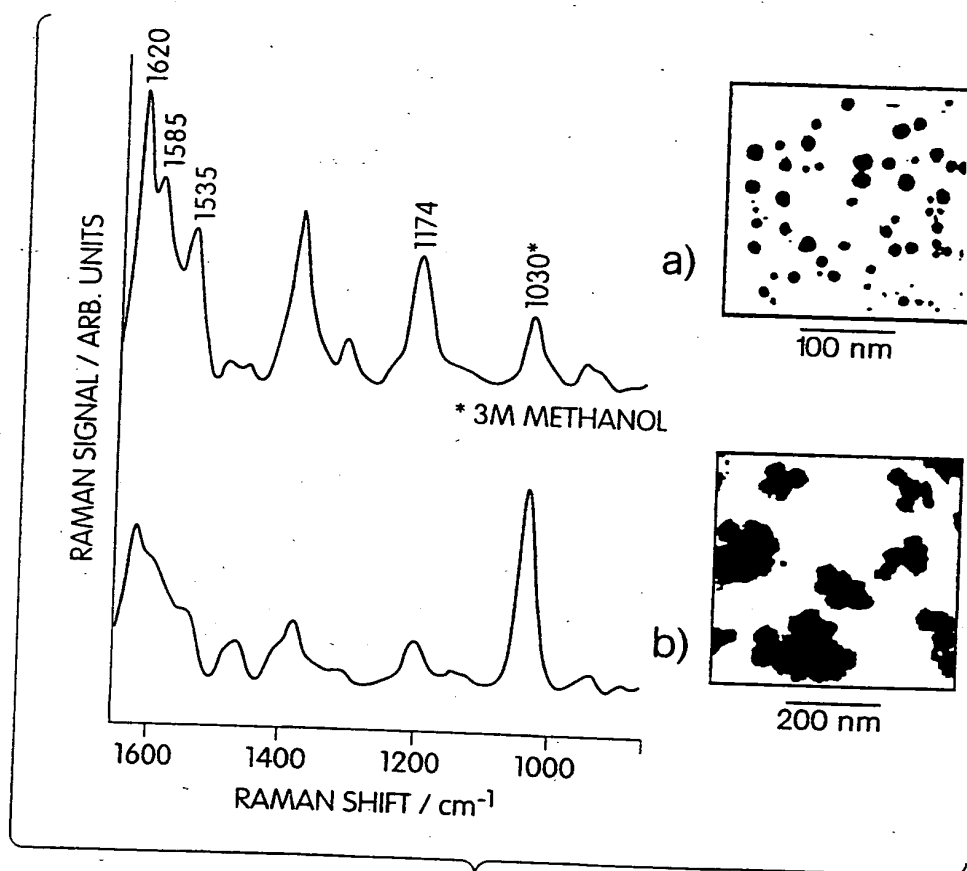 1620
1585
1535
1174
1030*
RAMAN SIGNAL / ARB. UNITS
* 3M METHANOL
a)
100 nm
b)
200 nm
1600 1400 1200 1000
RAMAN SHIFT / cm-1